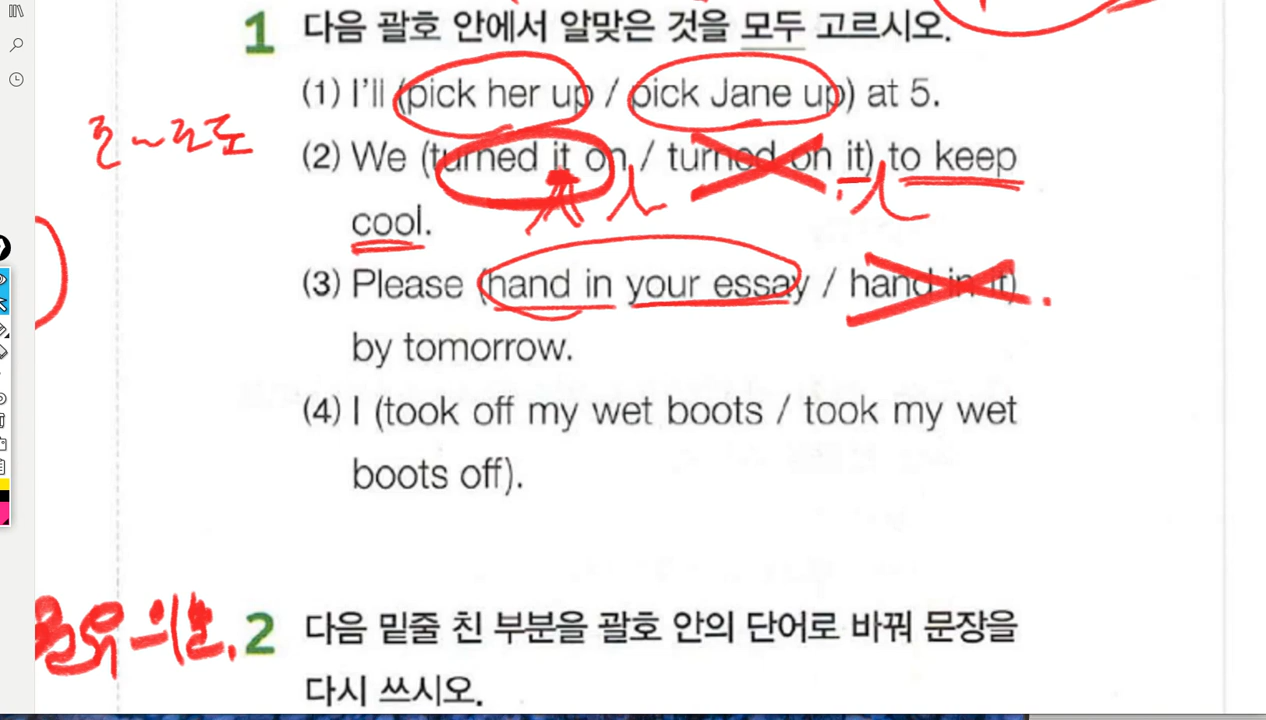 1 다음 괄호 안에서 알맞은 것을 모두 고르시오.
(1) I'll (pick her up / pick Jane up) at 5.
(2) We (turned it on / turned on it) to keep
cool.
(3) Please (hand in your essay / hand in it)
by tomorrow.
(4) I (took off my wet boots / took my wet
boots off).
2 다음 밑줄 친 부분을 괄호 안의 단어로 바꿔 문장을
다시 쓰시오.